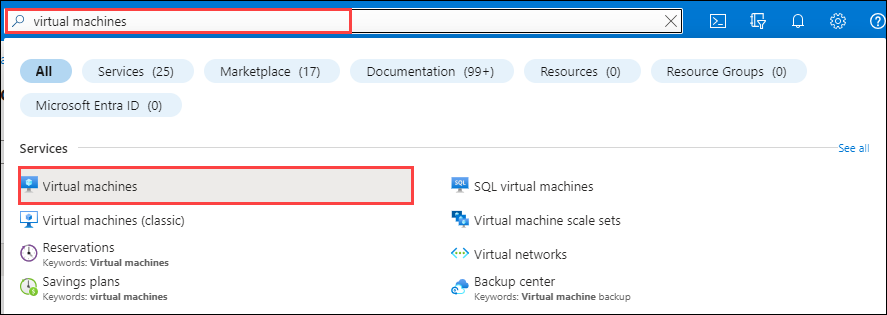 virtual machines
All
Services (25)
Marketplace (17)
Documentation (99+)
Resources (0)
Resource Groups (0)
Microsoft Entra ID (0)
Services
See all
Virtual machines
SQL
SQL virtual machines
Virtual machines (classic)
Virtual machine scale sets
Reservations
Keywords: Virtual machines
Virtual networks
Savings plans
Keywords: virtual machines
Backup center
Keywords: Virtual machine backup